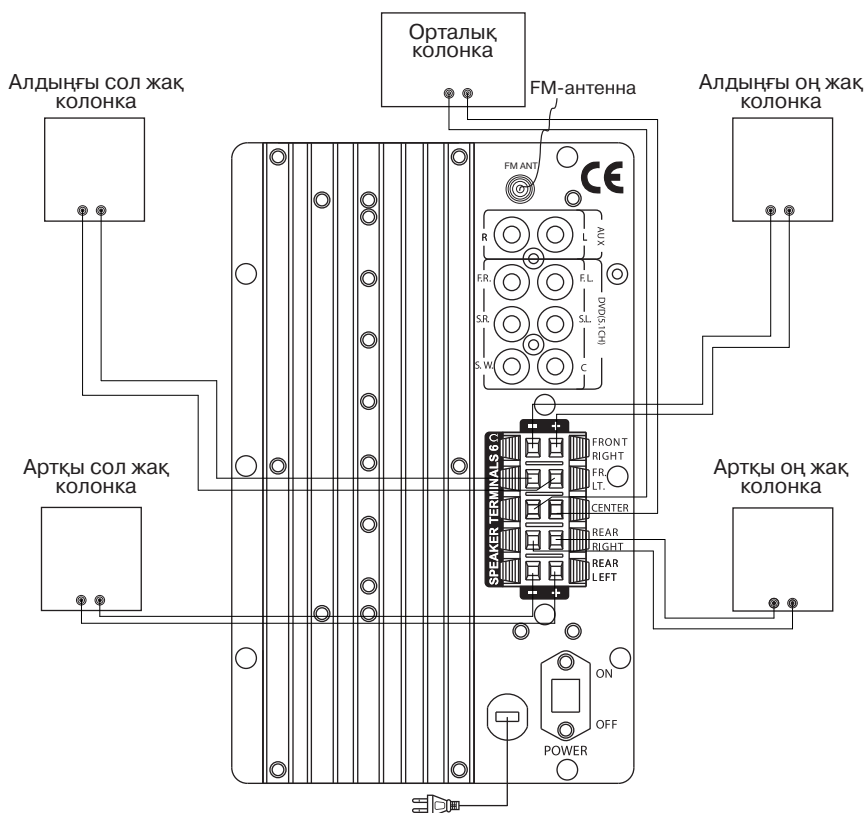 Орталық
колонка
Алдыңғы сол жақ
колонка
FM-антенна
Алдыңғы оң жақ
колонка
FM ANT.
CE
R
L
AUX
F.R.
F.L.
S.R.
S.L.
DVD(5.1CH)
S.W.
C
SPEAKER TERMINALS 6Ω
FRONT
RIGHT
FR.
LT.
CENTER
REAR
RIGHT
REAR
LEFT
Артқы сол жақ
колонка
Артқы оң жақ
колонка
ON
OFF
POWER